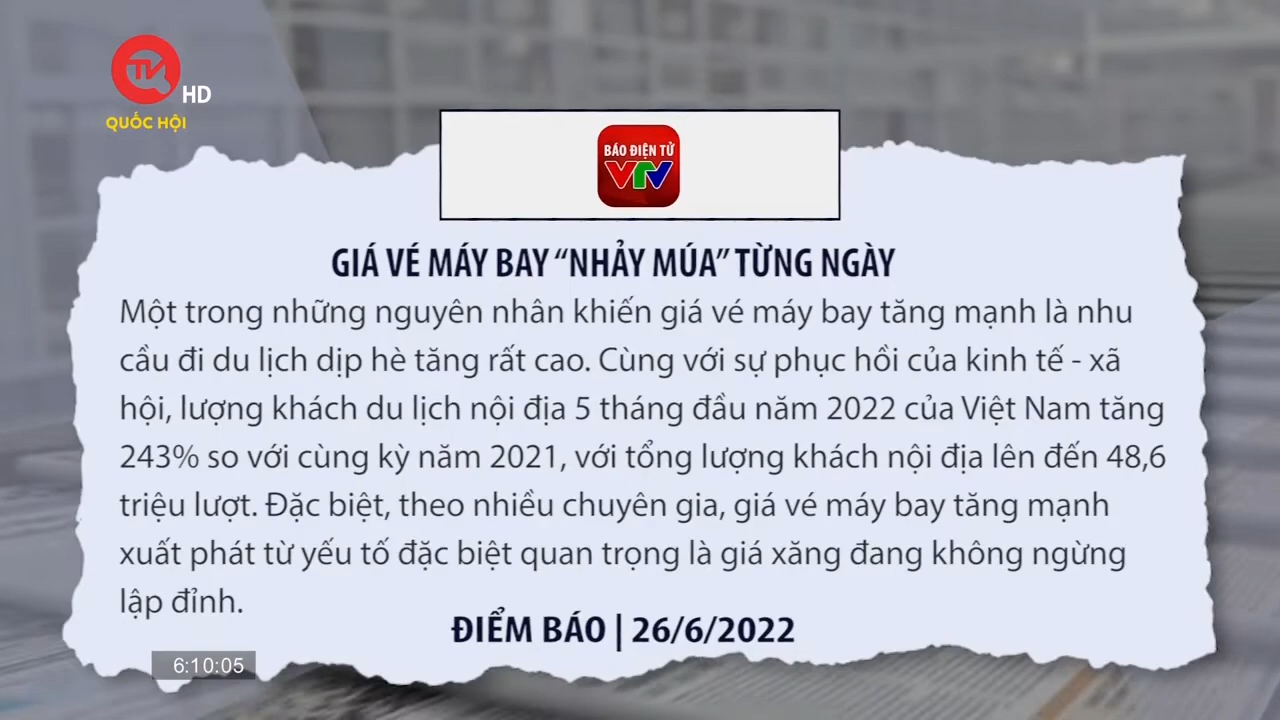 TV
HD
QUỐC HỘI
BÁO ĐIỆN TỬ
VTV
GIÁ VÉ MÁY BAY “NHẢY MÚA” TỪNG NGÀY
Một trong những nguyên nhân khiến giá vé máy bay tăng mạnh là nhu
cầu đi du lịch dịp hè tăng rất cao. Cùng với sự phục hồi của kinh tế - xã
hội, lượng khách du lịch nội địa 5 tháng đầu năm 2022 của Việt Nam tăng
243% so với cùng kỳ năm 2021, với tổng lượng khách nội địa lên đến 48,6
triệu lượt. Đặc biệt, theo nhiều chuyên gia, giá vé máy bay tăng mạnh
xuất phát từ yếu tố đặc biệt quan trọng là giá xăng đang không ngừng
lập đỉnh.
ĐIỂM BÁO | 26/6/2022
6:10:05